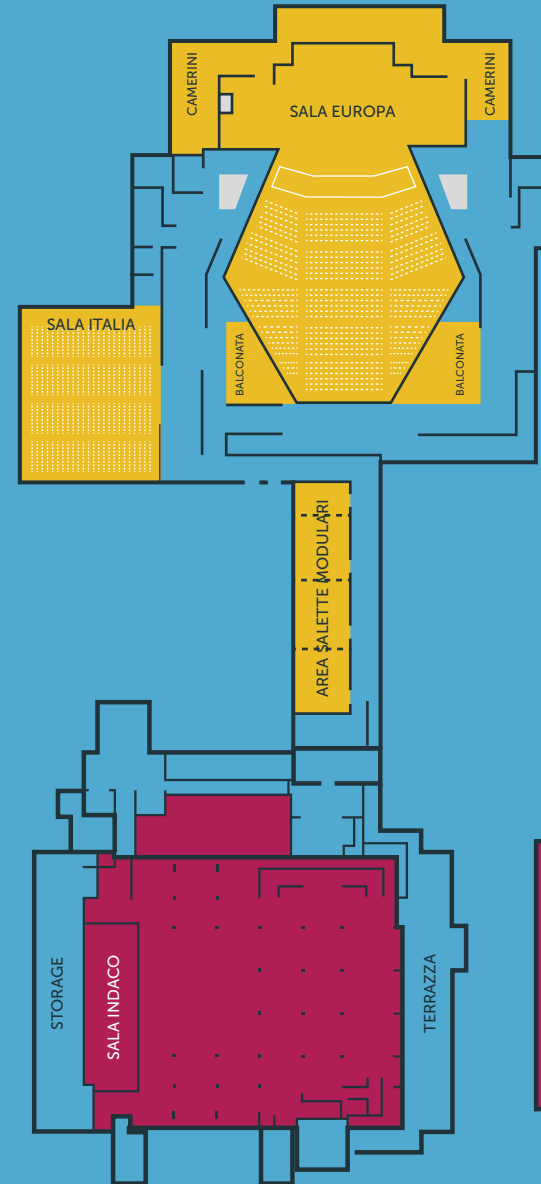 CAMERINI
CAMERINI
SALA EUROPA
SALA ITALIA
BALCONATA
BALCONATA
AREA SALETTE MODULARI
STORAGE
SALA INDACO
TERRAZZA